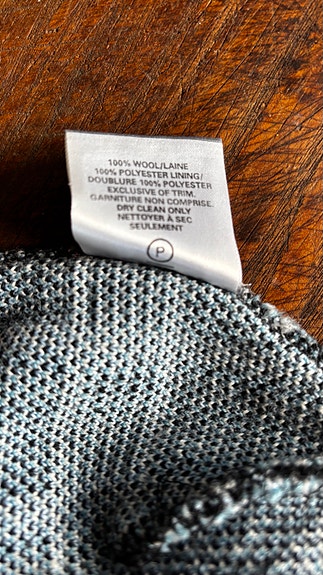 100% WOOL/LAINE
100% POLYESTER LINING/
DOUBLURE 100% POLYESTER
EXCLUSIVE OF TRIM.
GARNITURE NON COMPRISE.
DRY CLEAN ONLY
NETTOYER À SEC
SEULEMENT
P